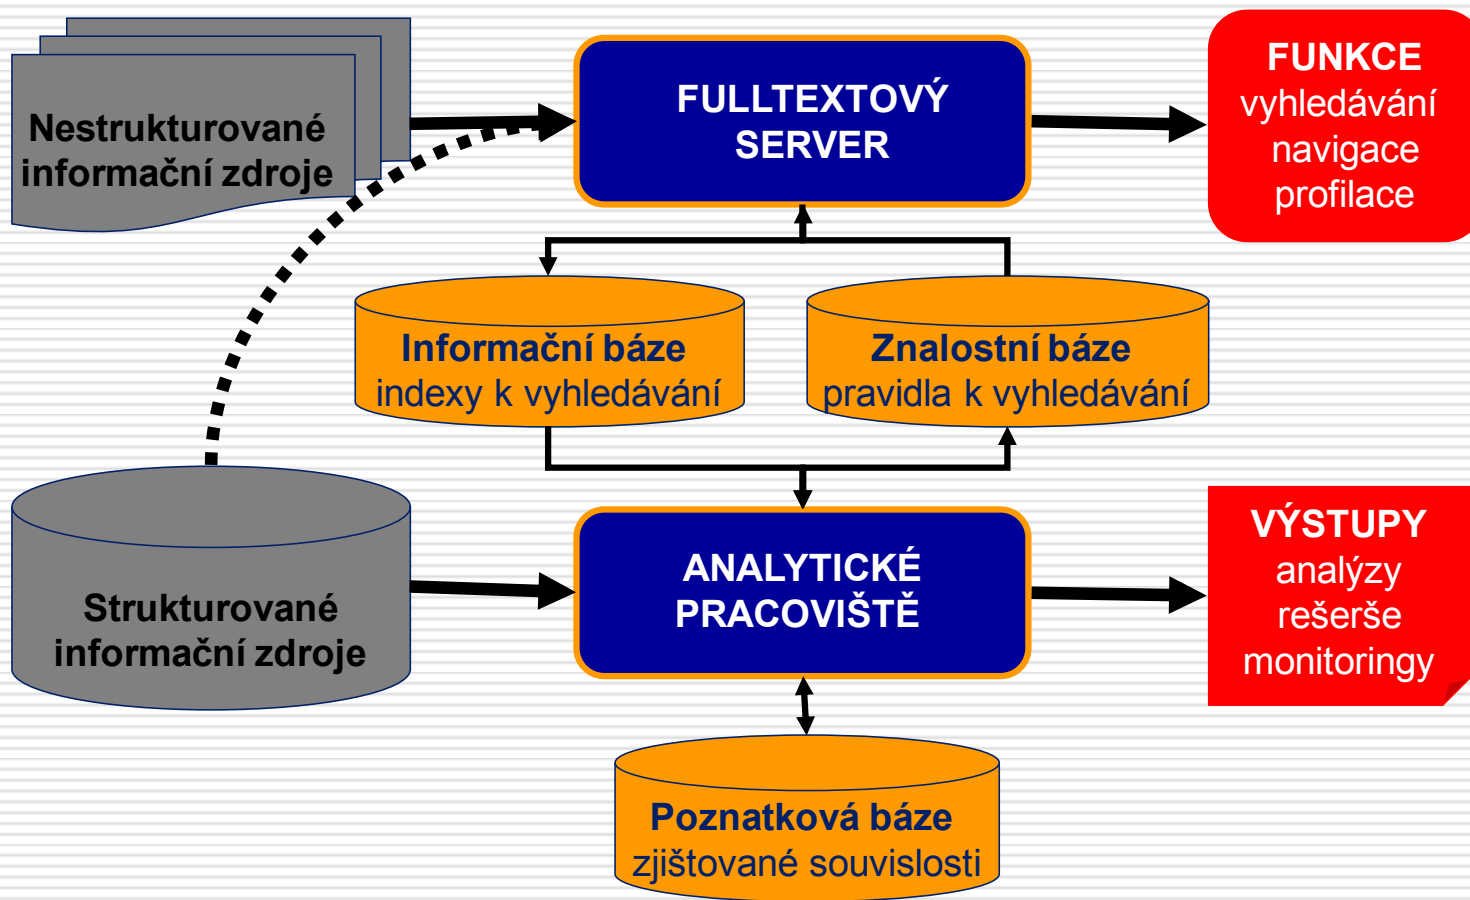 Nestrukturované
informační zdroje
FULLTEXTOVÝ
SERVER
FUNKCE
vyhledávání
navigace
profilace
Informační báze
indexy k vyhledávání
Znalostní báze
pravidla k vyhledávání
Strukturované
informační zdroje
ANALYTICKÉ
PRACOVIŠTĚ
VÝSTUPY
analýzy
rešerše
monitoringy
Poznatková báze
zjištované souvislosti